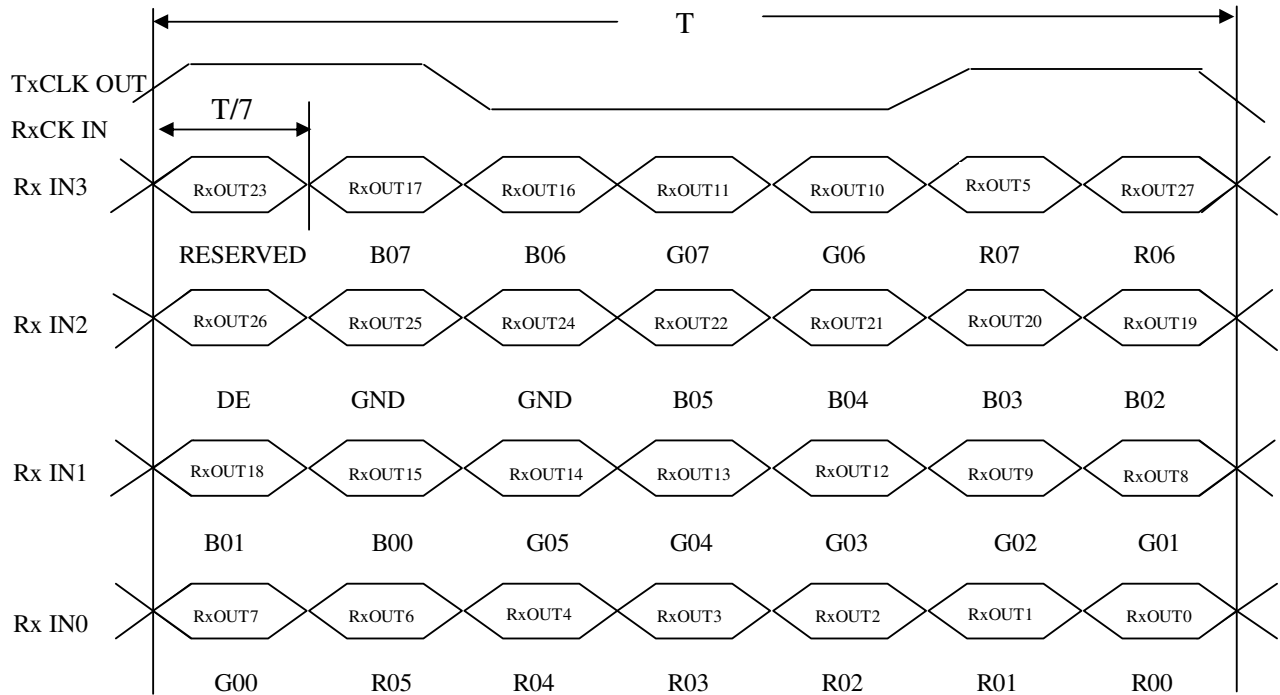 T
TxCLK OUT
T/7
RxCK IN
Rx IN3 RxOUT23 RxOUT17 RxOUT16 RxOUT11 RxOUT10 RxOUT5 RxOUT27
RESERVED B07 B06 G07 G06 R07 R06
Rx IN2 RxOUT26 RxOUT25 RxOUT24 RxOUT22 RxOUT21 RxOUT20 RxOUT19
DE GND GND B05 B04 B03 B02
Rx IN1 RxOUT18 RxOUT15 RxOUT14 RxOUT13 RxOUT12 RxOUT9 RxOUT8
B01 B00 G05 G04 G03 G02 G01
Rx IN0 RxOUT7 RxOUT6 RxOUT4 RxOUT3 RxOUT2 RxOUT1 RxOUT0
G00 R05 R04 R03 R02 R01 R00